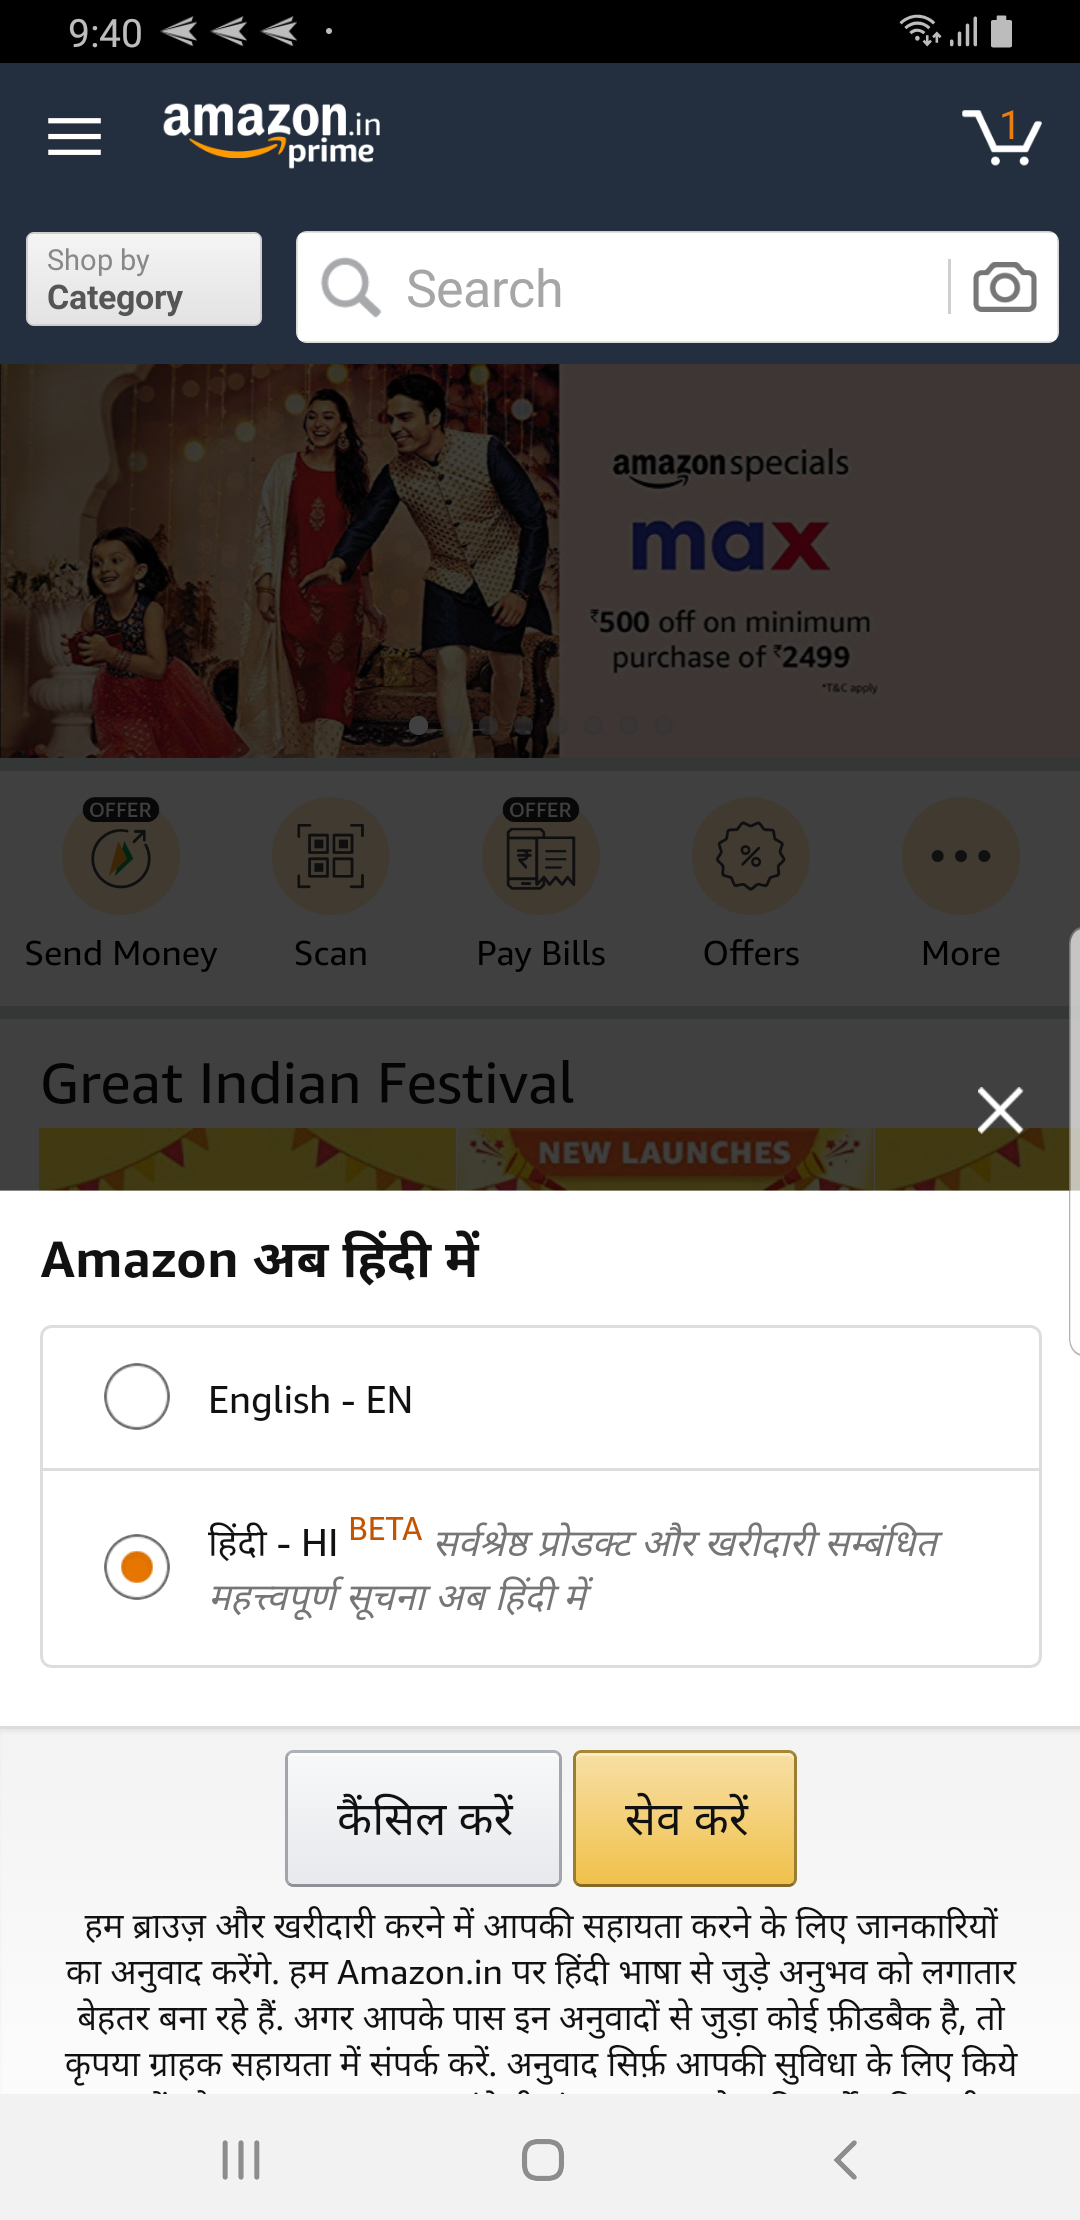 9:40
amazon.in
prime
1
Shop by
Category
Search
amazon specials
max
₹500 off on minimum
purchase of ₹2499
*T&C apply
OFFER
OFFER
Send Money
Scan
Pay Bills
Offers
More
Great Indian Festival
NEW LAUNCHES
Amazon अब हिंदी में
English - EN
हिंदी - HI BETA सर्वश्रेष्ठ प्रोडक्ट और खरीदारी सम्बंधित
महत्त्वपूर्ण सूचना अब हिंदी में
कैंसिल करें
सेव करें
हम ब्राउज़ और खरीदारी करने में आपकी सहायता करने के लिए जानकारियों
का अनुवाद करेंगे. हम Amazon.in पर हिंदी भाषा से जुड़े अनुभव को लगातार
बेहतर बना रहे हैं. अगर आपके पास इन अनुवादों से जुड़ा कोई फ़ीडबैक है, तो
कृपया ग्राहक सहायता में संपर्क करें. अनुवाद सिर्फ़ आपकी सुविधा के लिए किये